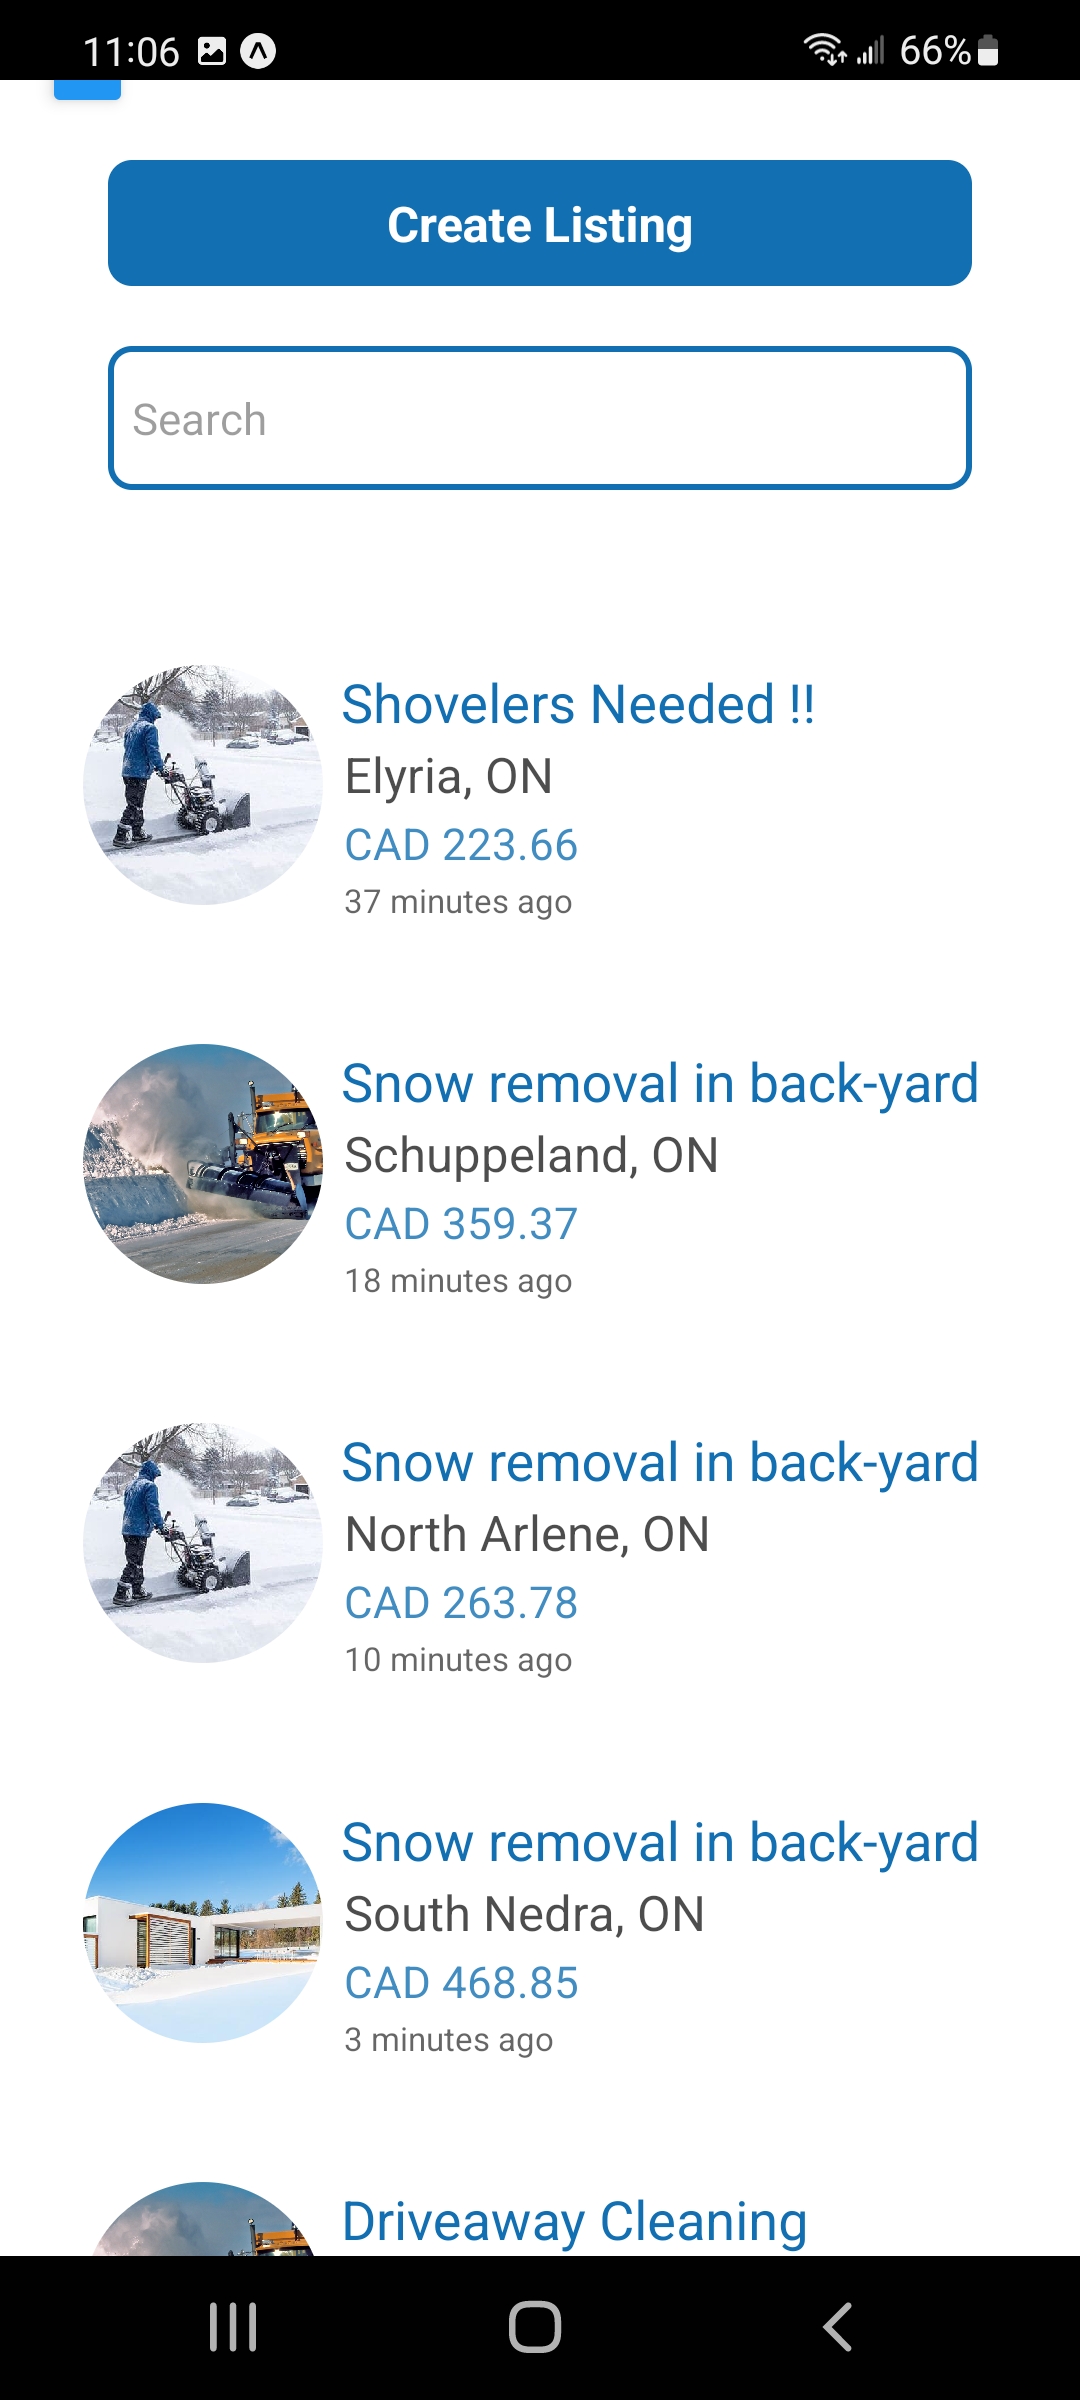 11:06
66%
Create Listing
Search
Shovelers Needed !!
Elyria, ON
CAD 223.66
37 minutes ago
Snow removal in back-yard
Schuppeland, ON
CAD 359.37
18 minutes ago
Snow removal in back-yard
North Arlene, ON
CAD 263.78
10 minutes ago
Snow removal in back-yard
South Nedra, ON
CAD 468.85
3 minutes ago
Driveaway Cleaning